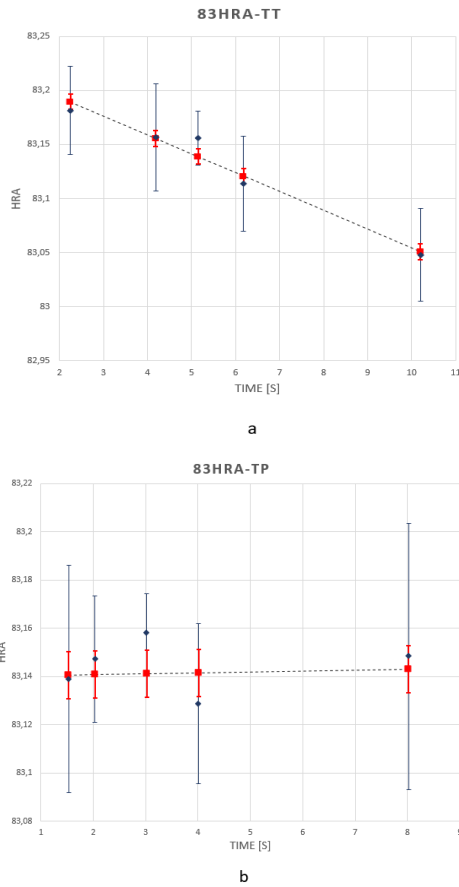 83HRA-TT
83,25
83,2
83,15
83,1
83,05
83
82,95
HRA
2 3 4 5 6 7 8 9 10 11
TIME [S]
a
83HRA-TP
83,22
83,2
83,18
83,16
83,14
83,12
83,1
83,08
HRA
1 2 3 4 5 6 7 8 9
TIME [S]
b